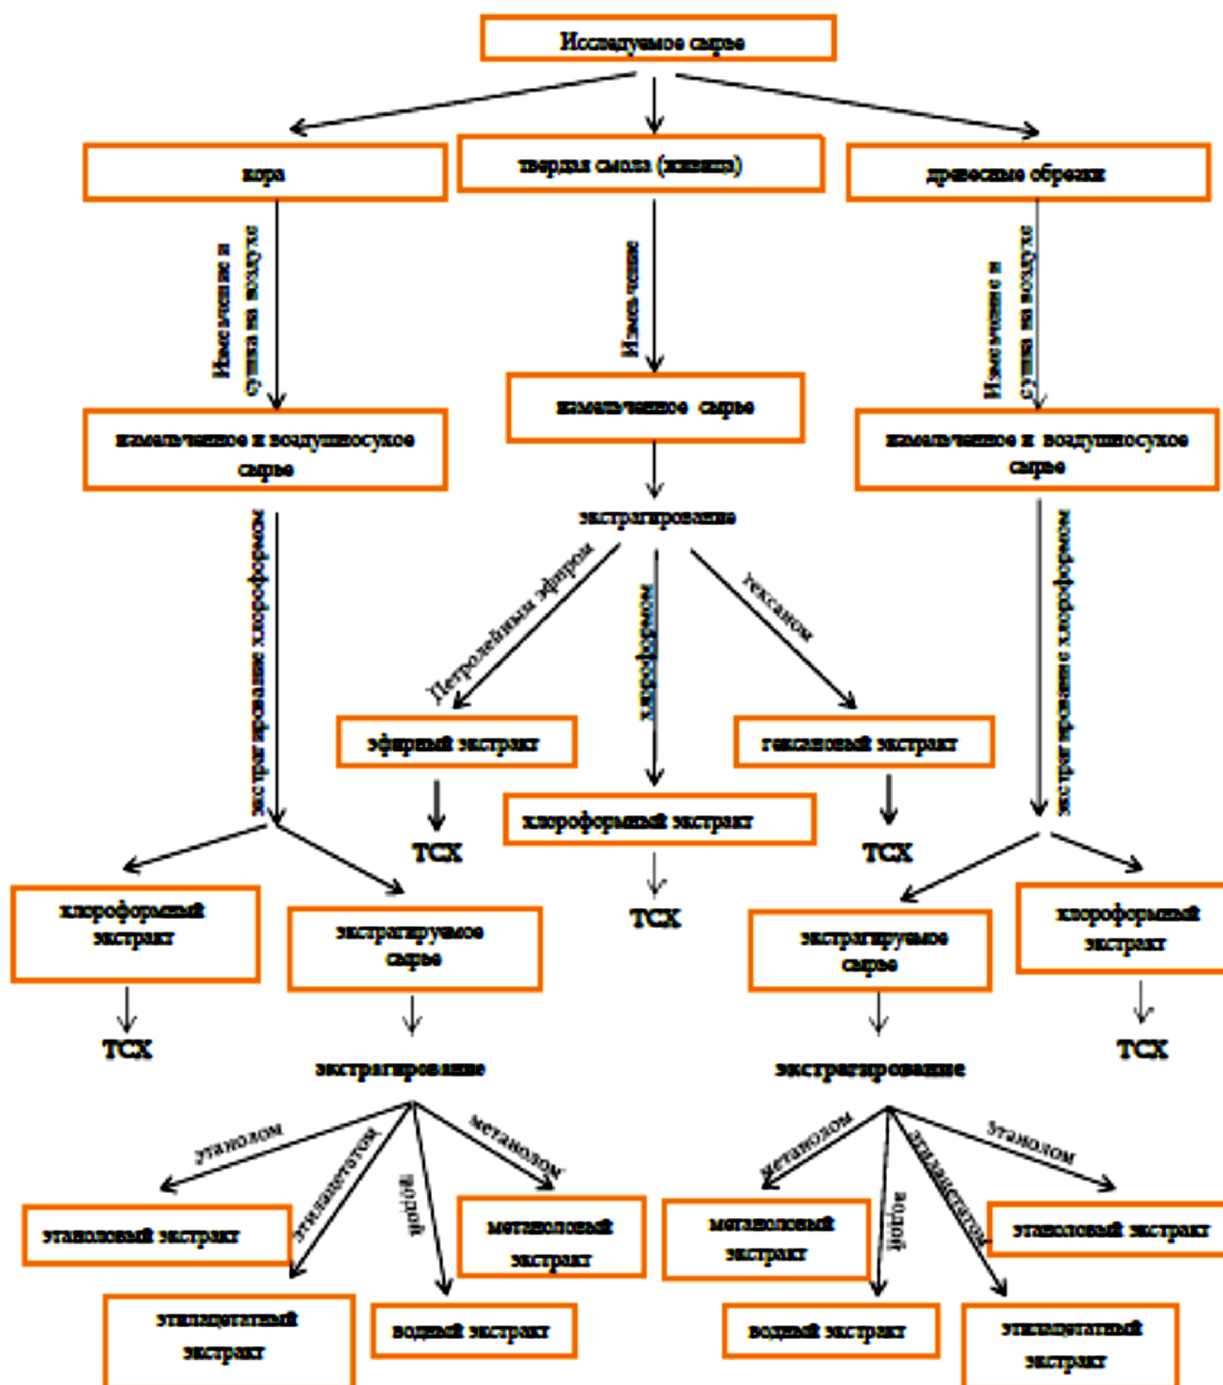 Исследуемое сырье
кора
твердая смола (живица)
древесные обрезки
Измельчение и
сушка на воздухе
Измельчение
Измельчение и
сушка на воздухе
измельченное и воздушносухое
сырье
измельченное сырье
измельченное и воздушносухое
сырье
экстрагирование
экстрагирование хлороформом
Петролейным эфиром
хлороформом
гексаном
экстрагирование хлороформом
эфирный экстракт
хлороформный экстракт
гексановый экстракт
ТСХ
ТСХ
ТСХ
хлороформный
экстракт
экстрагируемое
сырье
экстрагируемое
сырье
хлороформный
экстракт
ТСХ
ТСХ
экстрагирование
экстрагирование
этанолом
этилацетатом
водой
метанолом
метанолом
водой
этилацетатом
этанолом
этаноловый экстракт
этилацетатный
экстракт
водный экстракт
метаноловый
экстракт
метаноловый
экстракт
водный экстракт
этилацетатный
экстракт
этаноловый экстракт